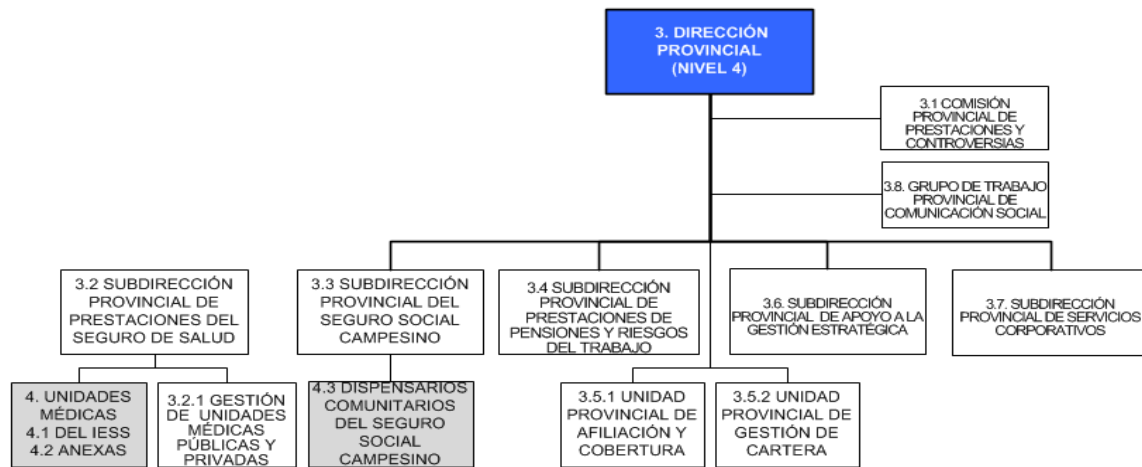 3. DIRECCIÓN
PROVINCIAL
(NIVEL 4)
3.1 COMISIÓN
PROVINCIAL DE
PRESTACIONES Y
CONTROVERSIAS
3.8. GRUPO DE TRABAJO
PROVINCIAL DE
COMUNICACIÓN SOCIAL
3.2 SUBDIRECCIÓN
PROVINCIAL DE
PRESTACIONES DEL
SEGURO DE SALUD
3.3 SUBDIRECCIÓN
PROVINCIAL DEL
SEGURO SOCIAL
CAMPESINO
3.4 SUBDIRECCIÓN
PROVINCIAL DE
PRESTACIONES DE
PENSIONES Y RIESGOS
DEL TRABAJO
3.6. SUBDIRECCIÓN
PROVINCIAL DE APOYO A LA
GESTIÓN ESTRATÉGICA
3.7. SUBDIRECCIÓN
PROVINCIAL DE SERVICIOS
CORPORATIVOS
4. UNIDADES
MÉDICAS
4.1 DEL IESS
4.2 ANEXAS
3.2.1 GESTIÓN
DE UNIDADES
MÉDICAS
PÚBLICAS Y
PRIVADAS
4.3 DISPENSARIOS
COMUNITARIOS
DEL SEGURO
SOCIAL
CAMPESINO
3.5.1 UNIDAD
PROVINCIAL DE
AFILIACIÓN Y
COBERTURA
3.5.2 UNIDAD
PROVINCIAL DE
GESTIÓN DE
CARTERA